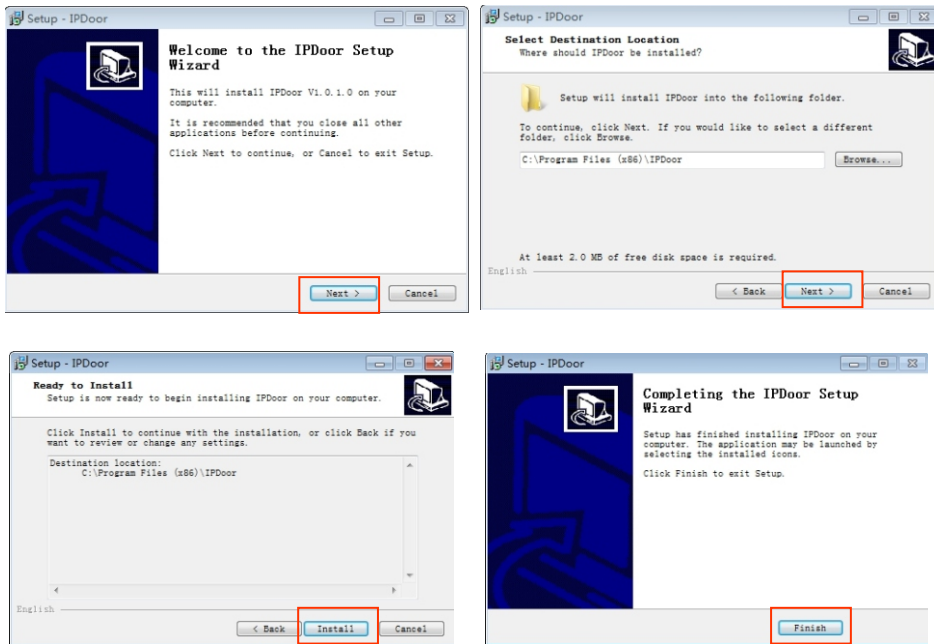 Setup - IPDoor
Welcome to the IPDoor Setup
Wizard
This will install IPDoor V1.0.1.0 on your
computer.
It is recommended that you close all other
applications before continuing.
Click Next to continue, or Cancel to exit Setup.
Next >
Cancel
Setup - IPDoor
Select Destination Location
Where should IPDoor be installed?
Setup will install IPDoor into the following folder.
To continue, click Next. If you would like to select a different
folder, click Browse.
C:\Program Files (x86)\IPDoor
Browse...
At least 2.0 MB of free disk space is required.
English
< Back
Next >
Cancel
Setup - IPDoor
Ready to Install
Setup is now ready to begin installing IPDoor on your computer.
Click Install to continue with the installation, or click Back if you
want to review or change any settings.
Destination location:
C:\Program Files (x86)\IPDoor
English
< Back
Install
Cancel
Setup - IPDoor
Completing the IPDoor Setup
Wizard
Setup has finished installing IPDoor on your
computer. The application may be launched by
selecting the installed icons.
Click Finish to exit Setup.
Finish